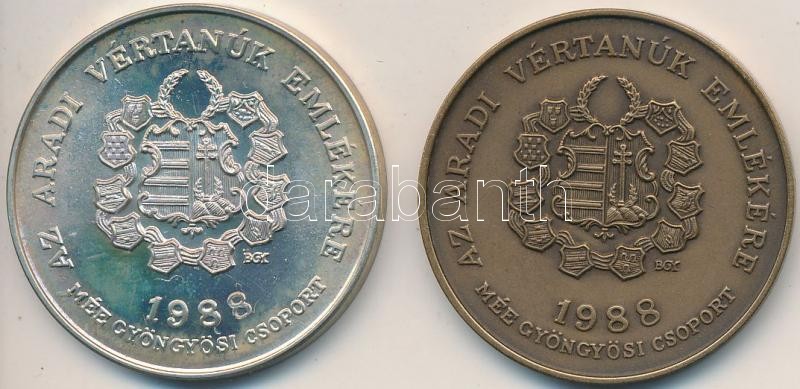 AZ ARADI VÉRTANÚK EMLÉKÉRE
BGK
1988
MÉE GYÖNGYÖSI CSOPORT
AZ ARADI VÉRTANÚK EMLÉKÉRE
BGK
1988
MÉE GYÖNGYÖSI CSOPORT
darabanth